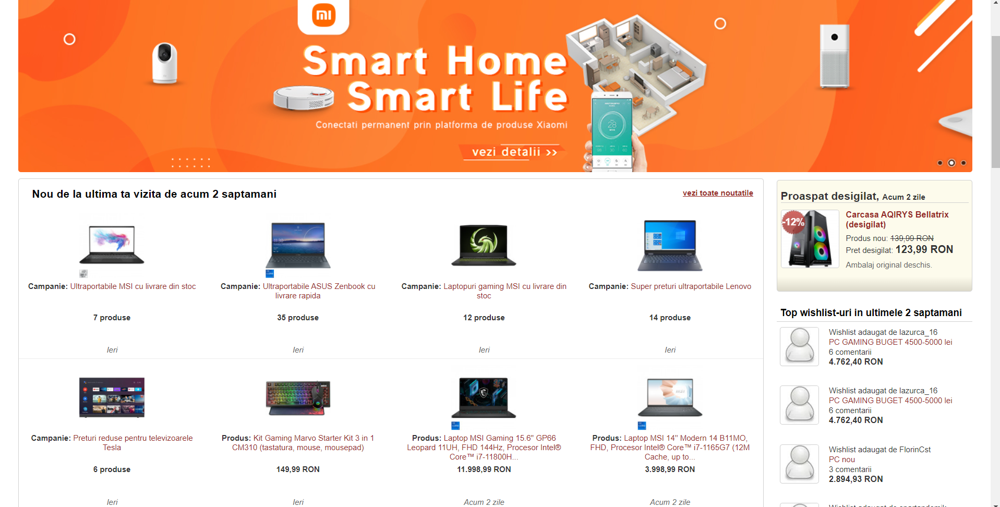 mi
Smart Home
Smart Life
Conectati permanent prin platforma de produse Xiaomi
vezi detalii >>
28
Nou de la ultima ta vizita de acum 2 saptamani
vezi toate noutatile
11:30
Campanie: Ultraportabile MSI cu livrare din stoc
7 produse
Ieri
Campanie: Ultraportabile ASUS Zenbook cu
livrare rapida
35 produse
Ieri
Campanie: Laptopuri gaming MSI cu livrare din
stoc
12 produse
Ieri
Campanie: Super preturi ultraportabile Lenovo
14 produse
Ieri
Campanie: Preturi reduse pentru televizoarele
Tesla
6 produse
Ieri
Produs: Kit Gaming Marvo Starter Kit 3 in 1
CM310 (tastatura, mouse, mousepad)
149,99 RON
Ieri
Produs: Laptop MSI Gaming 15.6" GP66
Leopard 11UH, FHD 144Hz, Procesor Intel®
Core™ i7-11800H...
11.998,99 RON
Acum 2 zile
Produs: Laptop MSI 14" Modern 14 B11MO,
FHD, Procesor Intel® Core™ i7-1165G7 (12M
Cache, up to...
3.998,99 RON
Acum 2 zile
Proaspat desigilat, Acum 2 zile
-12%
Carcasa AQIRYS Bellatrix
(desigilat)
Produs nou: 139,99 RON
Pret desigilat: 123,99 RON
Ambalaj original deschis.
Top wishlist-uri in ultimele 2 saptamani
Wishlist adaugat de lazurca_16
PC GAMING BUGET 4500-5000 lei
6 comentarii
4.762,40 RON
Wishlist adaugat de lazurca_16
PC GAMING BUGET 4500-5000 lei
6 comentarii
4.762,40 RON
Wishlist adaugat de FlorinCst
PC nou
3 comentarii
2.894,93 RON